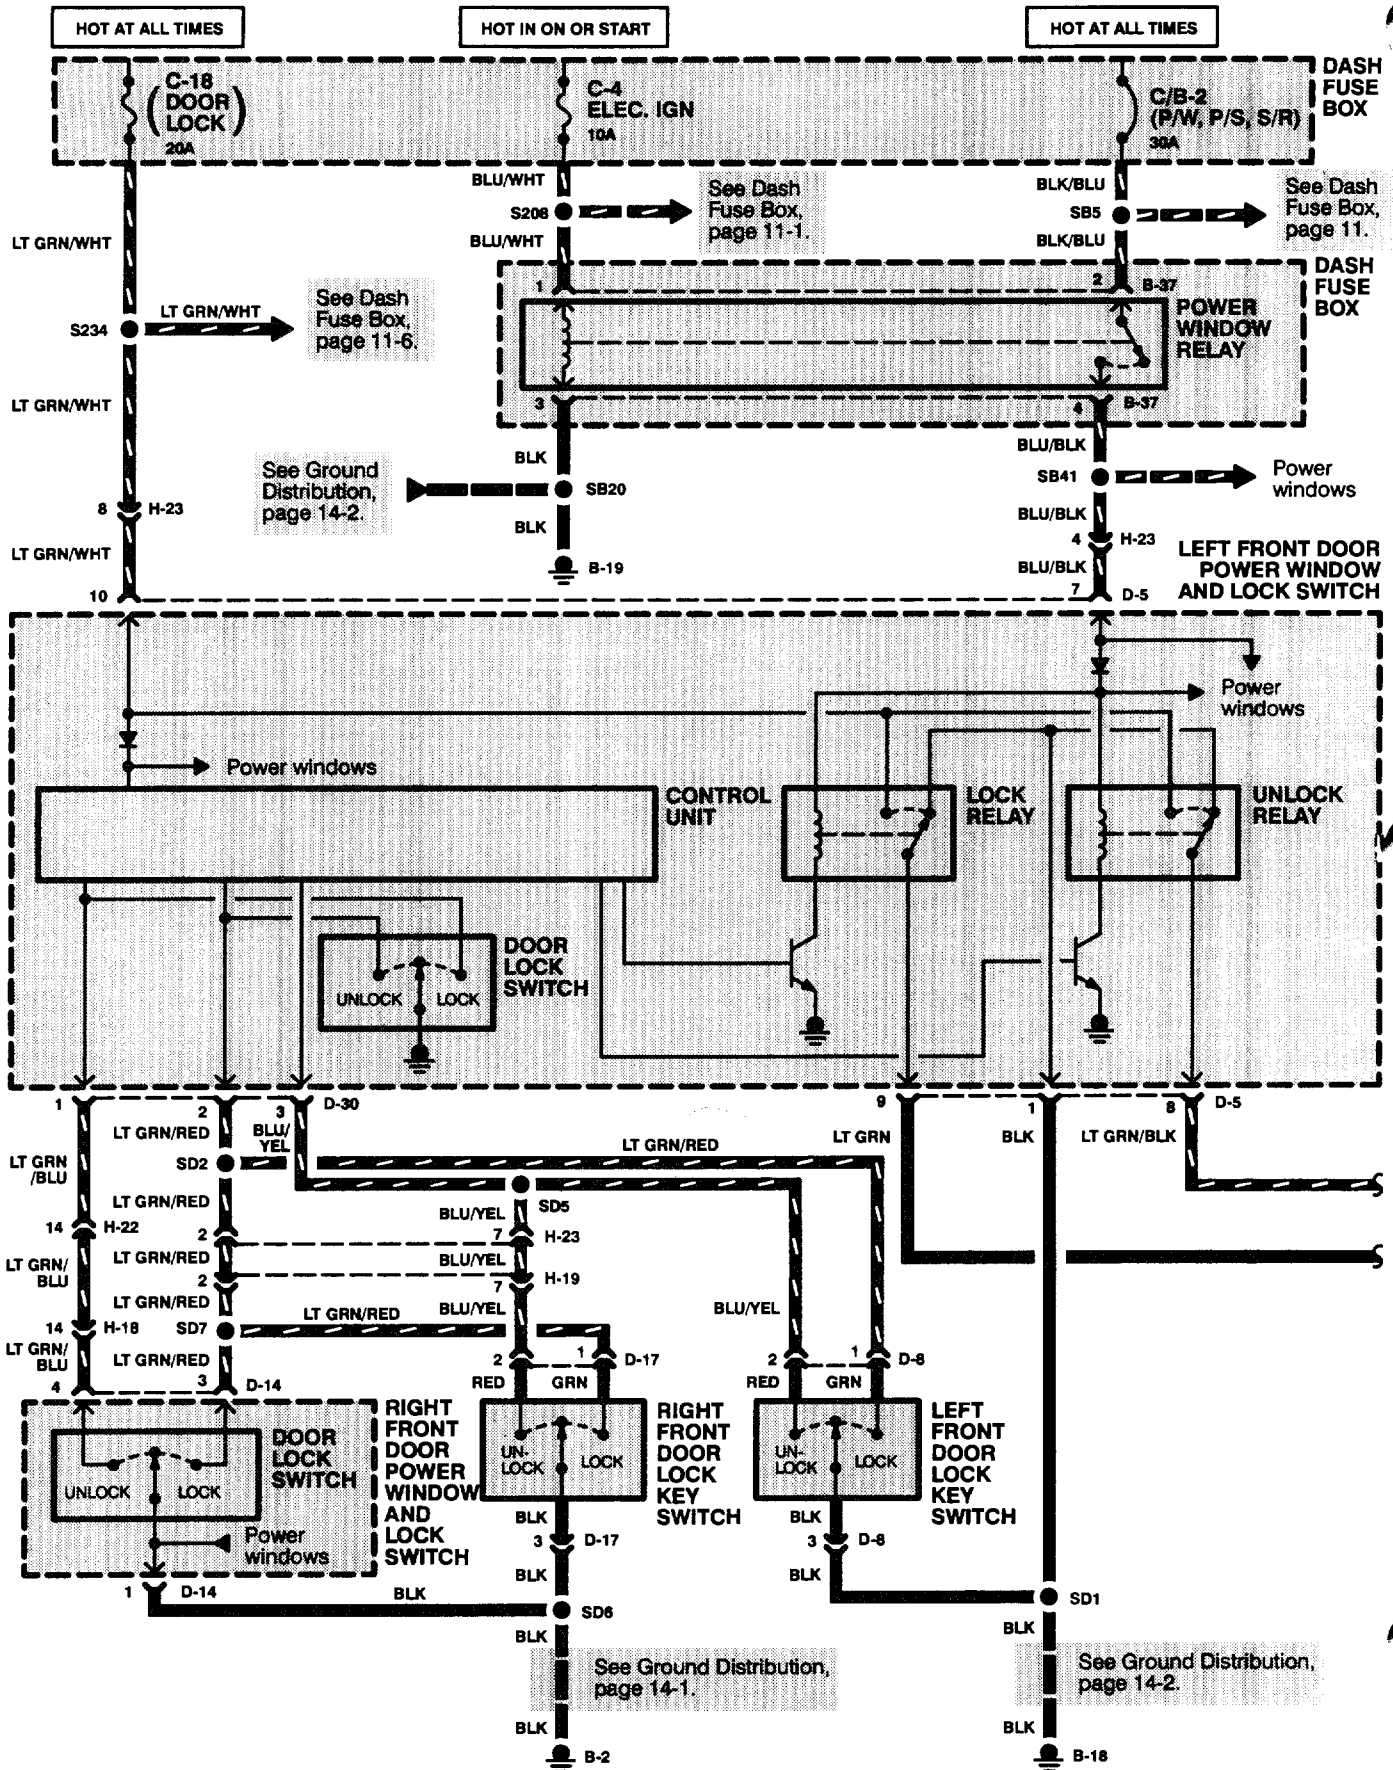 HOT AT ALL TIMES
HOT IN ON OR START
HOT AT ALL TIMES
C-18
DOOR
LOCK
20A
C-4
ELEC. IGN
10A
C/B-2
(P/W, P/S, S/R)
30A
DASH
FUSE
BOX
BLU/WHT
S208
BLU/WHT
See Dash
Fuse Box,
page 11-1.
BLK/BLU
SB5
BLK/BLU
See Dash
Fuse Box,
page 11.
LT GRN/WHT
S234
LT GRN/WHT
See Dash
Fuse Box,
page 11-6.
1
2
B-37
DASH
FUSE
BOX
POWER
WINDOW
RELAY
LT GRN/WHT
3
4
B-37
BLK
BLU/BLK
See Ground
Distribution,
page 14-2.
SB20
SB41
Power
windows
8
H-23
BLK
BLU/BLK
4
H-23
LT GRN/WHT
B-19
BLU/BLK
LEFT FRONT DOOR
POWER WINDOW
AND LOCK SWITCH
10
7
D-5
Power
windows
Power windows
CONTROL
UNIT
LOCK
RELAY
UNLOCK
RELAY
DOOR
LOCK
SWITCH
UNLOCK
LOCK
1
2
3
D-30
9
1
8
D-5
LT GRN/RED
BLU/
YEL
LT GRN/RED
LT GRN
BLK
LT GRN/BLK
LT GRN
/BLU
SD2
LT GRN/RED
SD5
14
H-22
2
BLU/YEL
7
H-23
LT GRN/
BLU
LT GRN/RED
BLU/YEL
2
7
H-19
LT GRN/RED
LT GRN/RED
BLU/YEL
BLU/YEL
14
H-18
SD7
LT GRN/
BLU
LT GRN/RED
2
1
D-17
2
1
D-8
4
3
D-14
RED
GRN
RED
GRN
RIGHT
FRONT
DOOR
POWER
WINDOW
AND
LOCK
SWITCH
DOOR
LOCK
SWITCH
UNLOCK
LOCK
Power
windows
UN-
LOCK
LOCK
RIGHT
FRONT
DOOR
LOCK
KEY
SWITCH
UN-
LOCK
LOCK
LEFT
FRONT
DOOR
LOCK
KEY
SWITCH
BLK
3
D-17
BLK
3
D-8
BLK
BLK
1
D-14
BLK
SD6
SD1
BLK
BLK
See Ground Distribution,
page 14-1.
See Ground Distribution,
page 14-2.
BLK
B-2
BLK
B-18